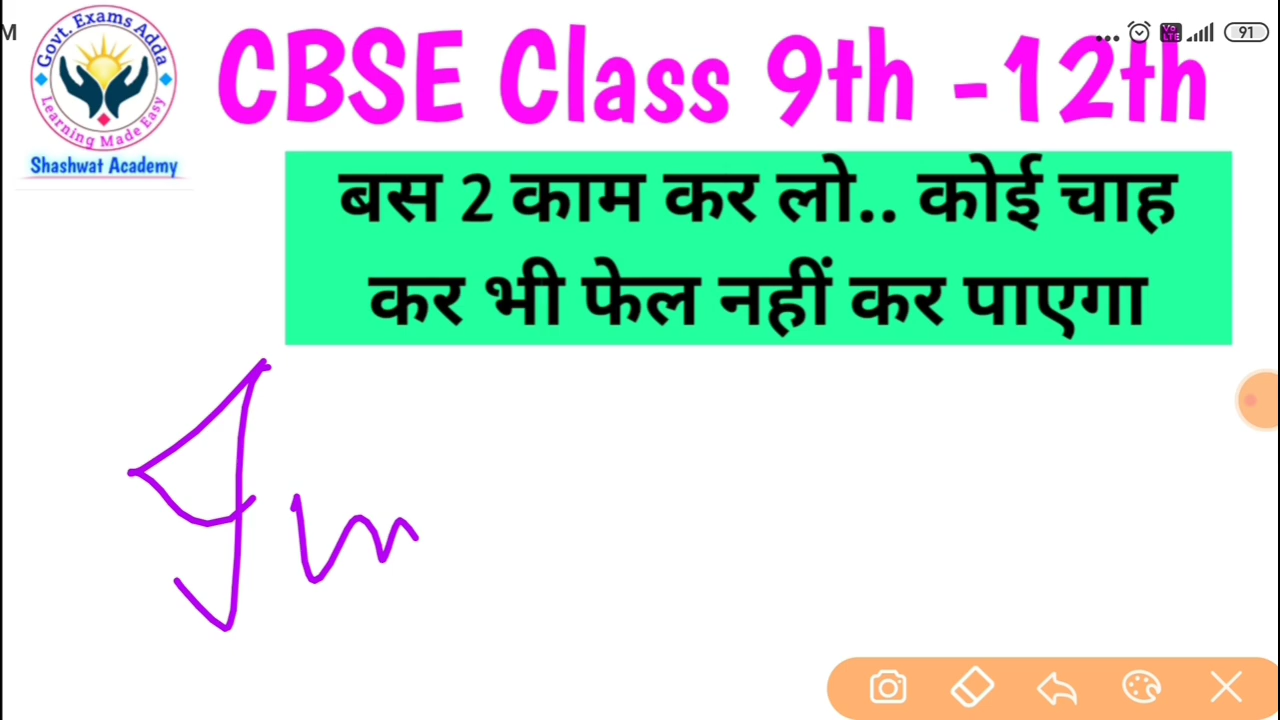 M
91
Govt. Exams Adda
Learning Made Easy
Shashwat Academy
CBSE Class 9th -12th
बस 2 काम कर लो.. कोई चाह
कर भी फेल नहीं कर पाएगा